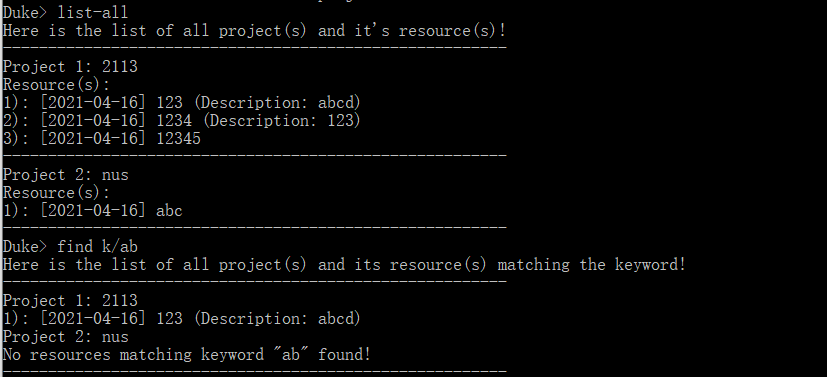 Duke> list-all
Here is the list of all project(s) and it's resource(s)!
-------------------------------------------------------
Project 1: 2113
Resource(s):
1): [2021-04-16] 123 (Description: abcd)
2): [2021-04-16] 1234 (Description: 123)
3): [2021-04-16] 12345
-------------------------------------------------------
Project 2: nus
Resource(s):
1): [2021-04-16] abc
-------------------------------------------------------
Duke> find k/ab
Here is the list of all project(s) and its resource(s) matching the keyword!
-------------------------------------------------------
Project 1: 2113
1): [2021-04-16] 123 (Description: abcd)
Project 2: nus
No resources matching keyword "ab" found!
-------------------------------------------------------